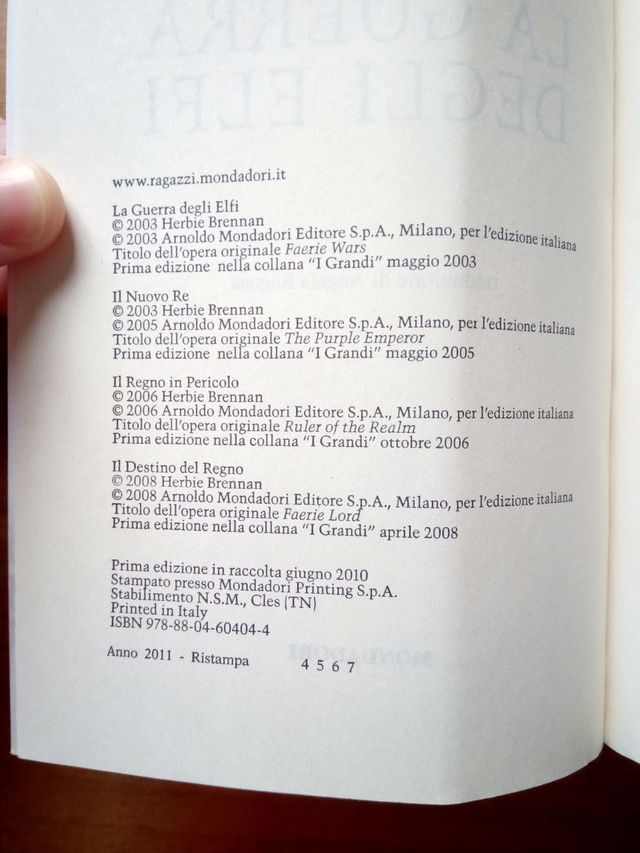 www.ragazzi.mondadori.it
La Guerra degli Elfi
© 2003 Herbie Brennan
© 2003 Arnoldo Mondadori Editore S.p.A., Milano, per l'edizione italiana
Titolo dell'opera originale Faerie Wars
Prima edizione nella collana "I Grandi" maggio 2003
Il Nuovo Re
© 2003 Herbie Brennan
© 2005 Arnoldo Mondadori Editore S.p.A., Milano, per l'edizione italiana
Titolo dell'opera originale The Purple Emperor
Prima edizione nella collana "I Grandi" maggio 2005
Il Regno in Pericolo
© 2006 Herbie Brennan
© 2006 Arnoldo Mondadori Editore S.p.A., Milano, per l'edizione italiana
Titolo dell'opera originale Ruler of the Realm
Prima edizione nella collana "I Grandi" ottobre 2006
Il Destino del Regno
© 2008 Herbie Brennan
© 2008 Arnoldo Mondadori Editore S.p.A., Milano, per l'edizione italiana
Titolo dell'opera originale Faerie Lord
Prima edizione nella collana "I Grandi" aprile 2008
Prima edizione in raccolta giugno 2010
Stampato presso Mondadori Printing S.p.A.
Stabilimento N.S.M., Cles (TN)
Printed in Italy
ISBN 978-88-04-60404-4
Anno 2011 - Ristampa 4 5 6 7